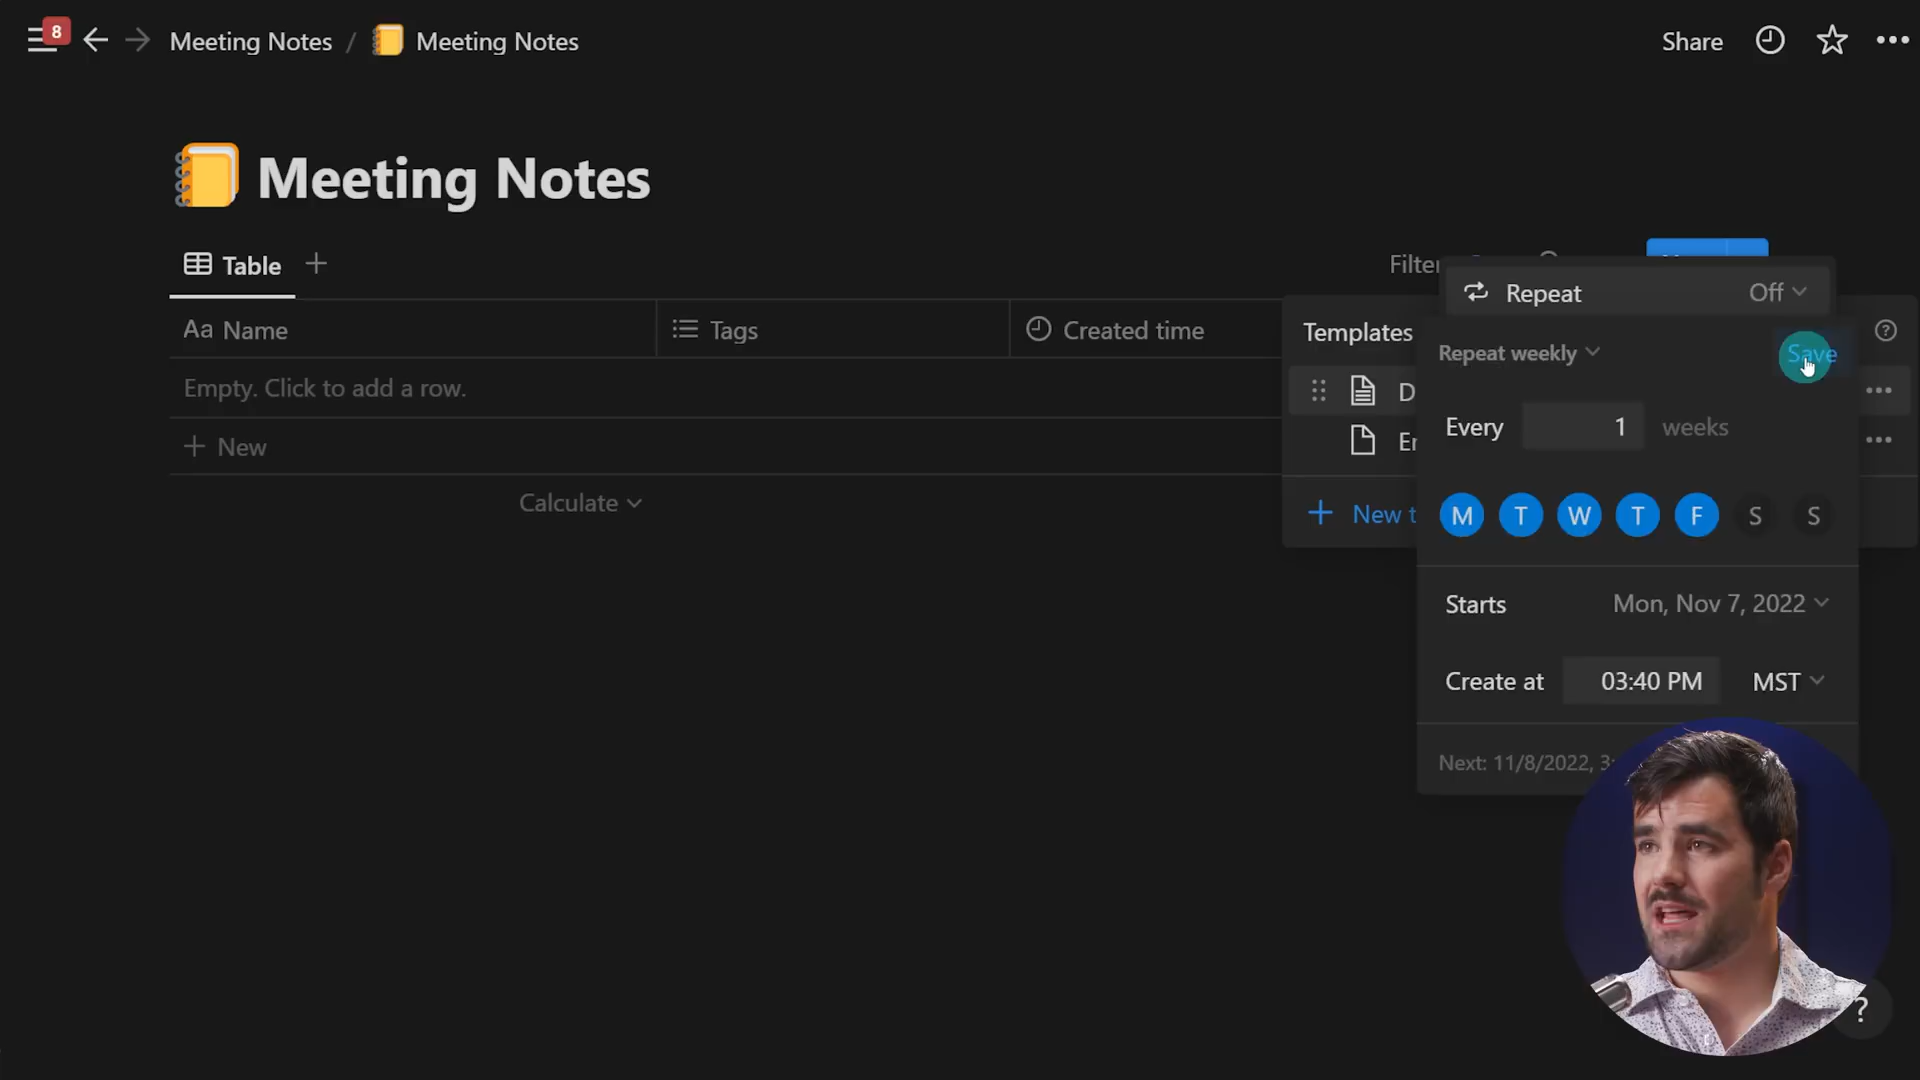 8
Meeting Notes / Meeting Notes
Share
Meeting Notes
Table
Filter
Repeat Off
Aa Name
Tags
Created time
Templates
Repeat weekly
Save
Empty. Click to add a row.
D
Every 1 weeks
Er
New
Calculate
New t
M T W T F S S
Starts Mon, Nov 7, 2022
Create at 03:40 PM MST
Next: 11/8/2022, 3:
?